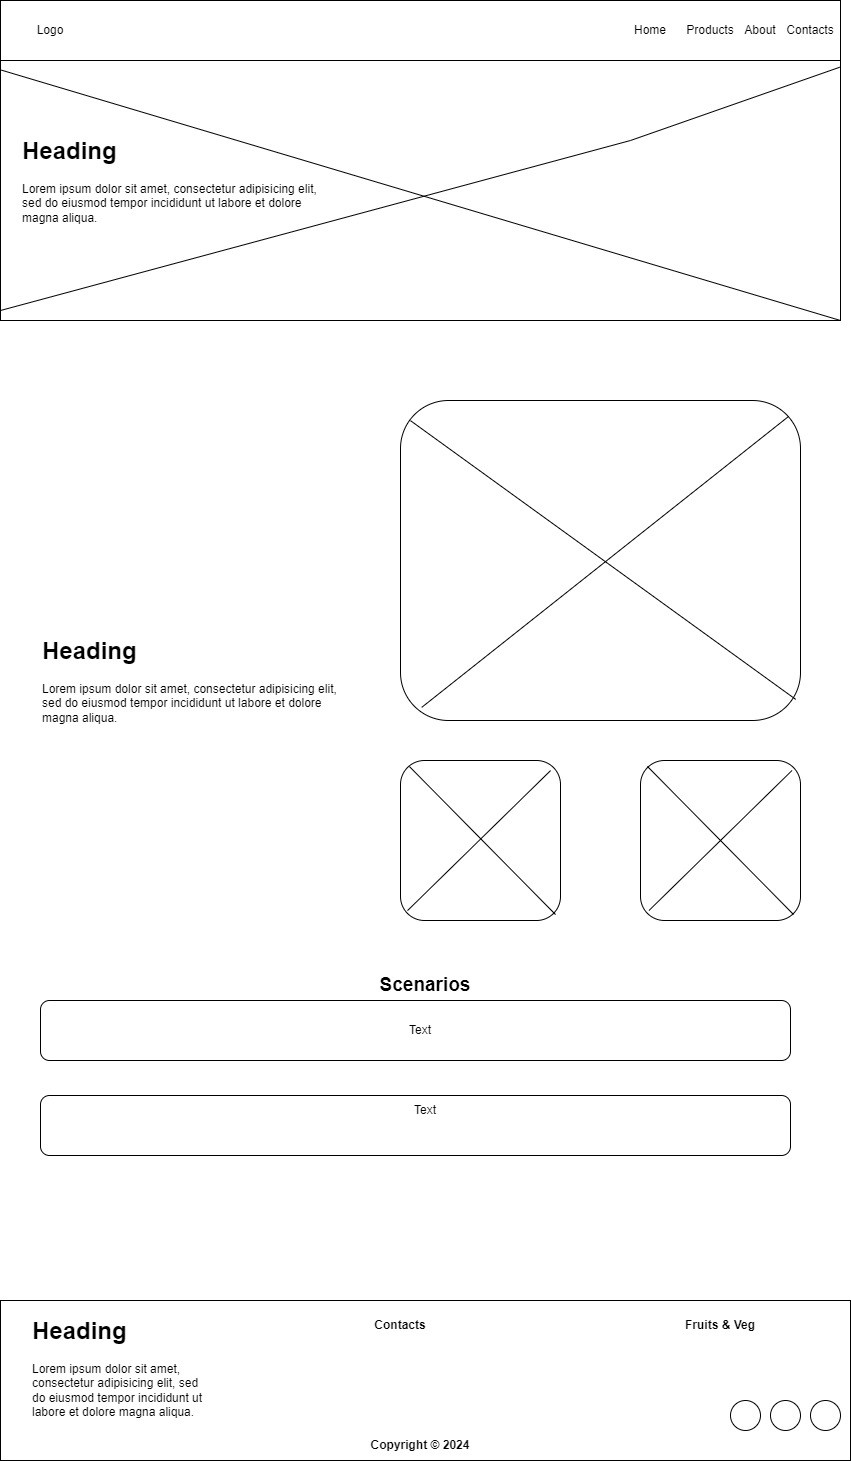 Logo
Home Products About Contacts
Heading
Lorem ipsum dolor sit amet, consectetur adipisicing elit,
sed do eiusmod tempor incididunt ut labore et dolore
magna aliqua.
Heading
Lorem ipsum dolor sit amet, consectetur adipisicing elit,
sed do eiusmod tempor incididunt ut labore et dolore
magna aliqua.
Scenarios
Text
Text
Heading
Lorem ipsum dolor sit amet,
consectetur adipisicing elit, sed
do eiusmod tempor incididunt ut
labore et dolore magna aliqua.
Contacts
Fruits & Veg
Copyright © 2024